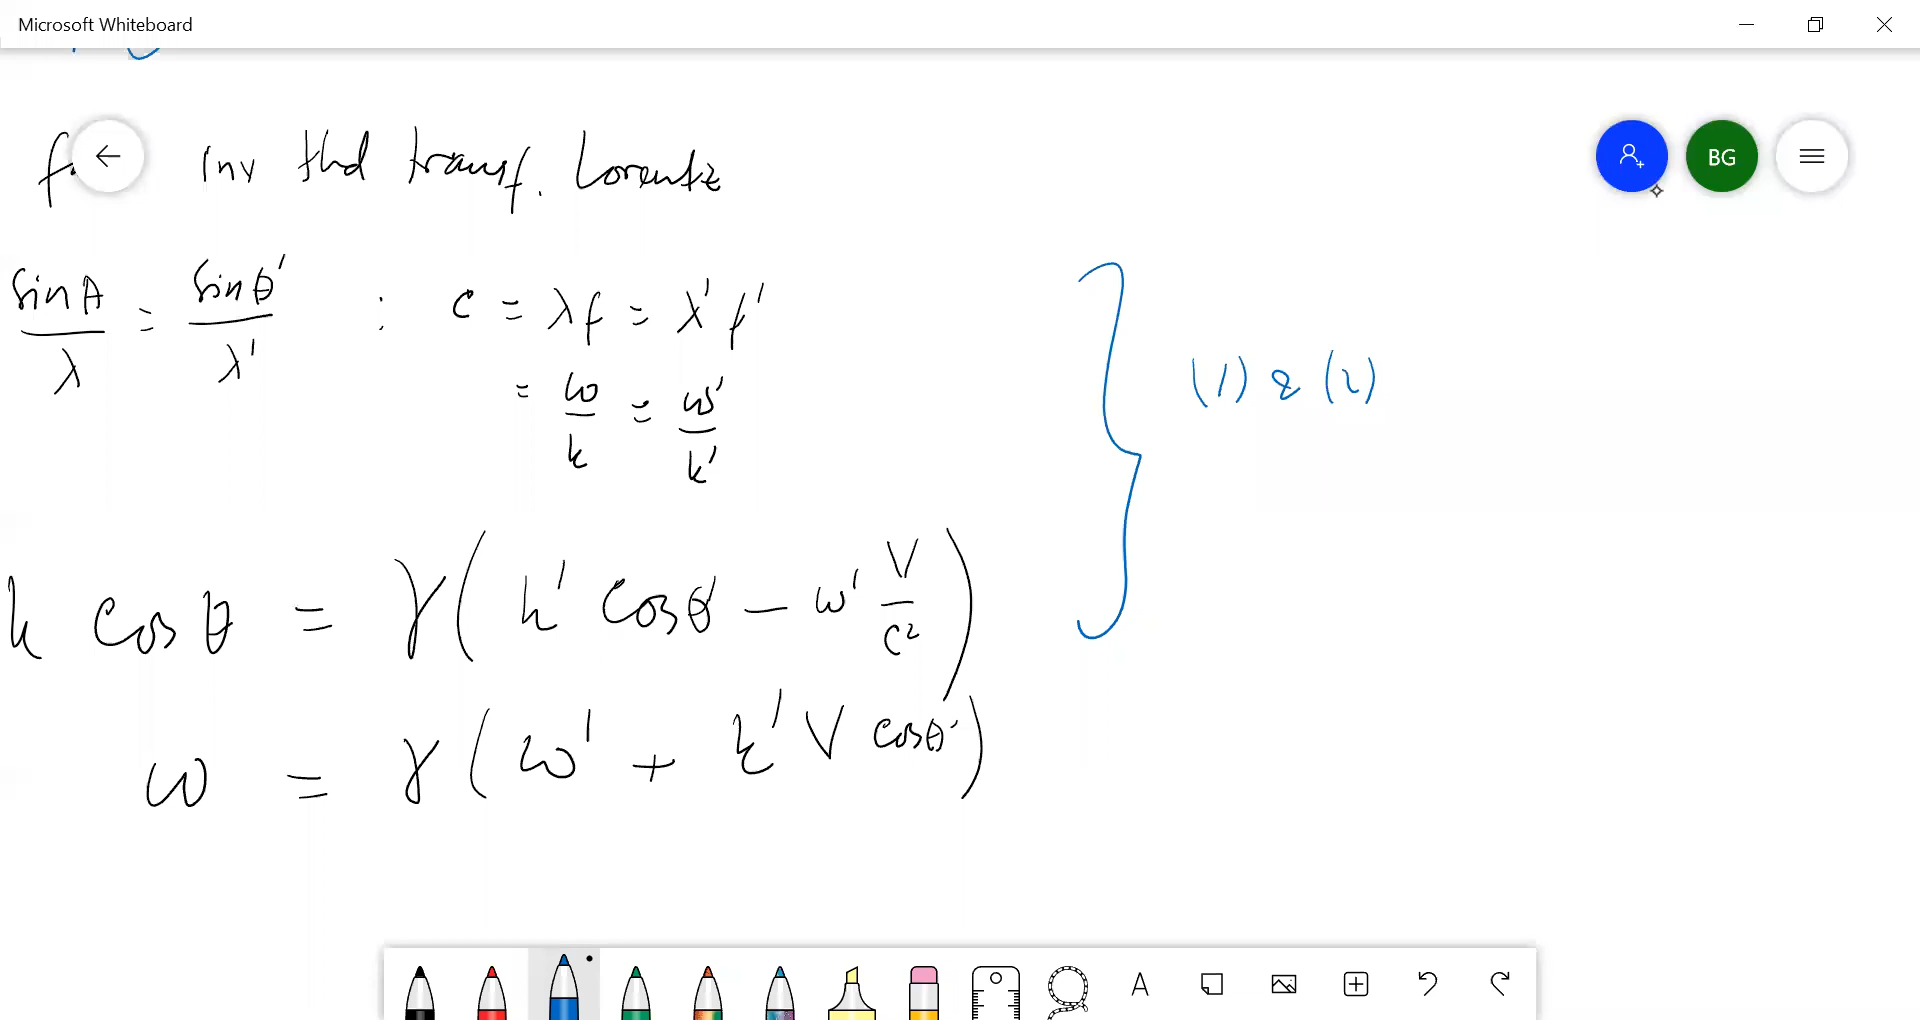 Microsoft Whiteboard
inv thd transf. Lorentz
BG
sin θ / λ = sin θ' / λ' : c = λf = λ' f'
= ω / k = ω' / k'
(1) & (2)
k cos θ = γ ( k' cos θ' − ω' V / c² )
ω = γ ( ω' + k' V cos θ' )
A